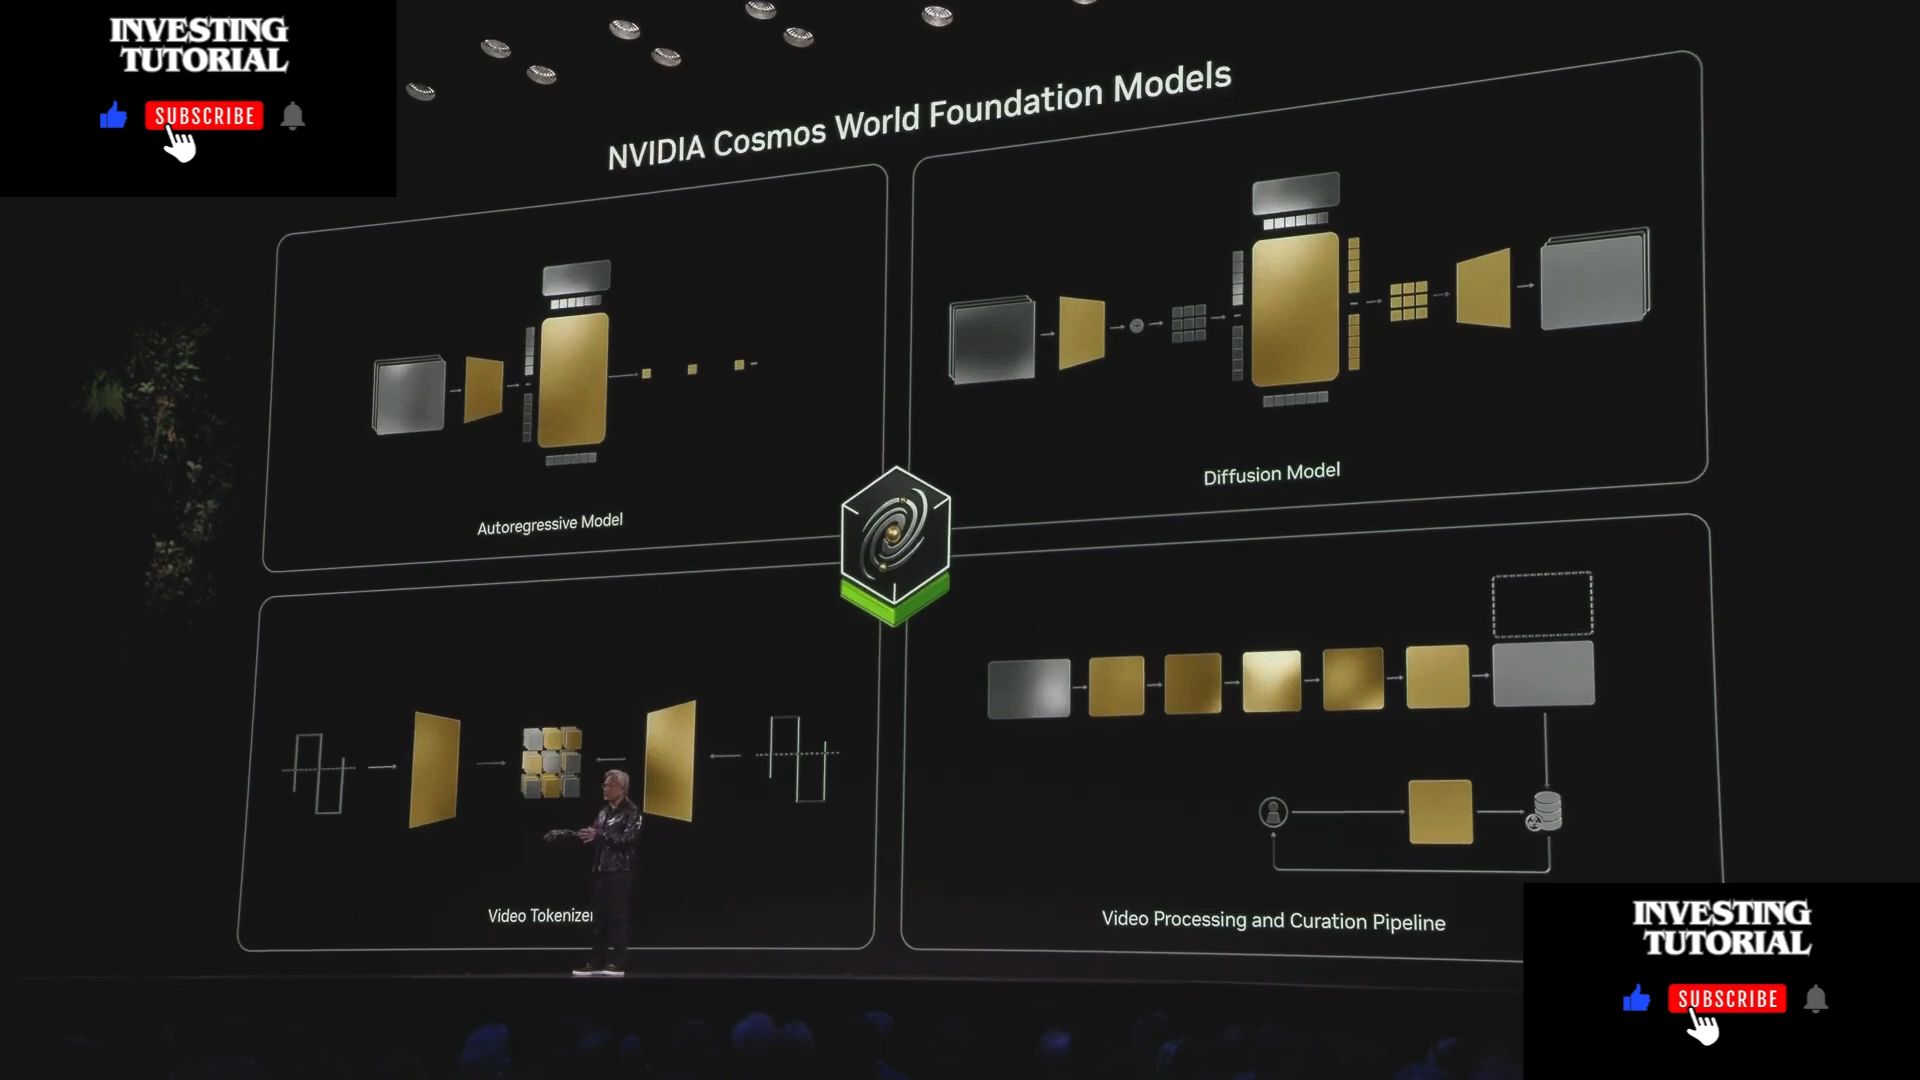 INVESTING
TUTORIAL
SUBSCRIBE
NVIDIA Cosmos World Foundation Models
Autoregressive Model
Diffusion Model
Video Tokenizer
Video Processing and Curation Pipeline
INVESTING
TUTORIAL
SUBSCRIBE